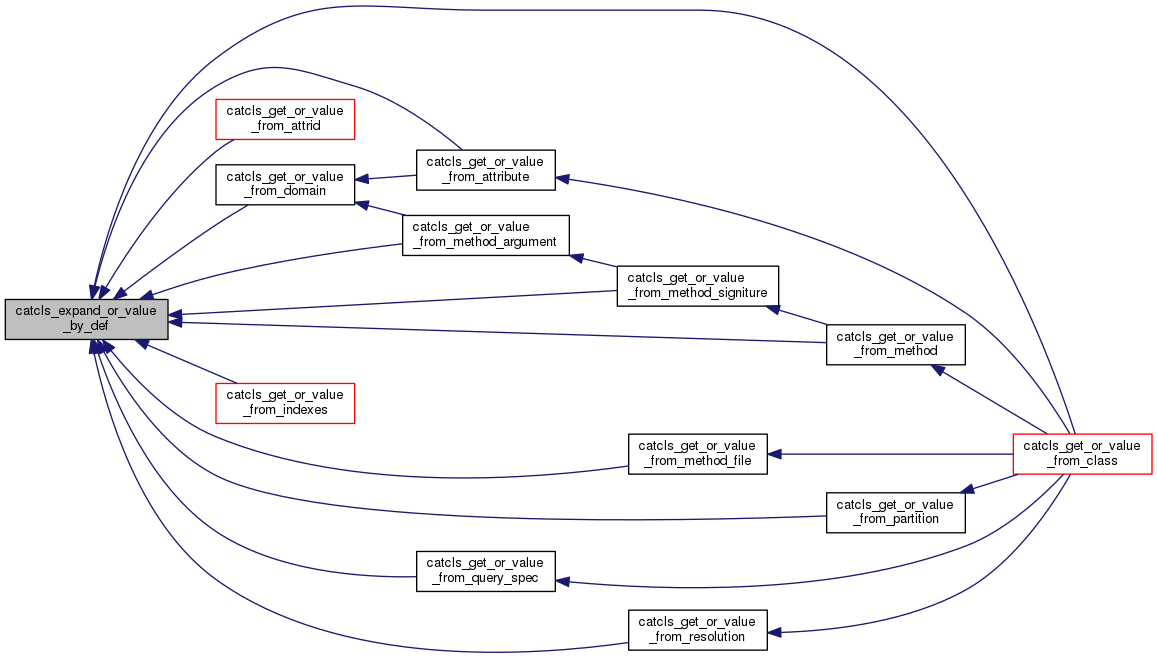 catcls_get_or_value
_from_attrid
catcls_get_or_value
_from_attribute
catcls_get_or_value
_from_domain
catcls_get_or_value
_from_method_argument
catcls_get_or_value
_from_method_signiture
catcls_expand_or_value
_by_def
catcls_get_or_value
_from_method
catcls_get_or_value
_from_indexes
catcls_get_or_value
_from_method_file
catcls_get_or_value
_from_class
catcls_get_or_value
_from_partition
catcls_get_or_value
_from_query_spec
catcls_get_or_value
_from_resolution